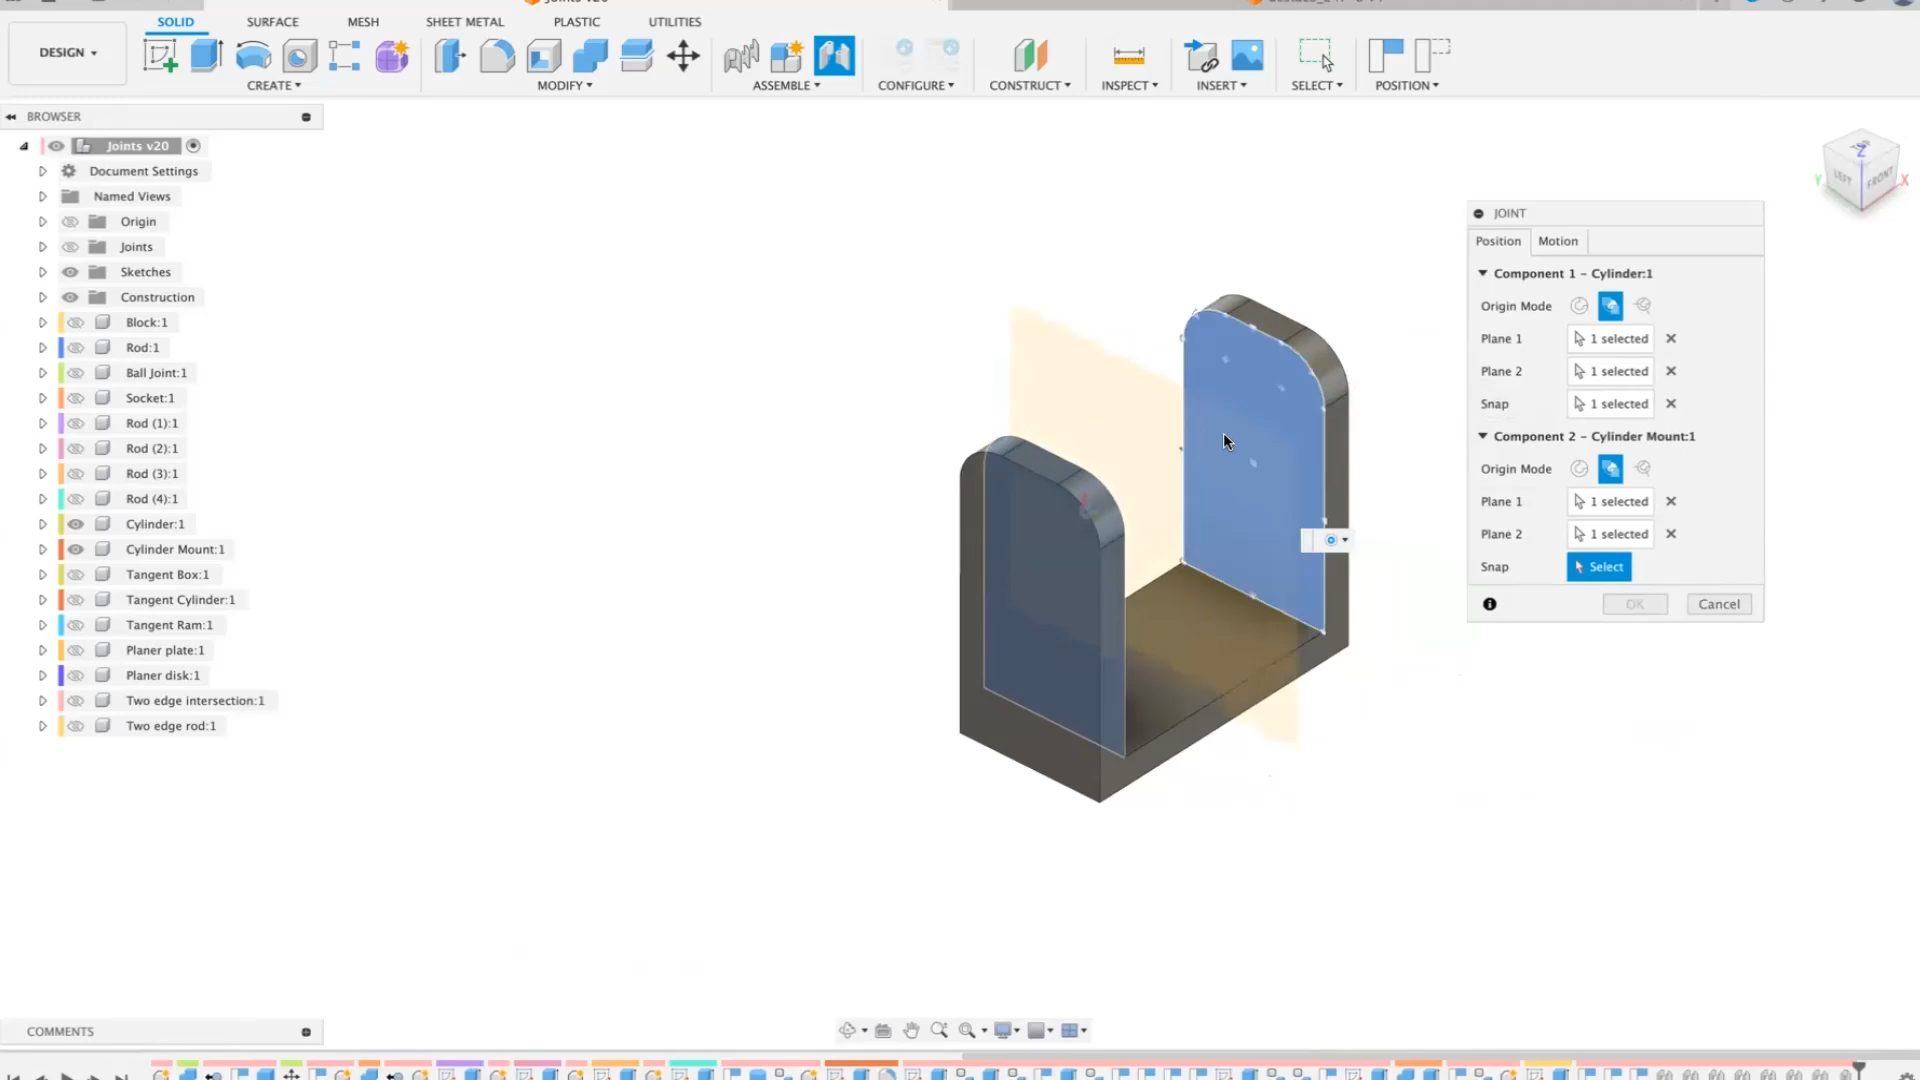 Joints v20
SOLID
SURFACE
MESH
SHEET METAL
PLASTIC
UTILITIES
DESIGN
CREATE
MODIFY
ASSEMBLE
CONFIGURE
CONSTRUCT
INSPECT
INSERT
SELECT
POSITION
BROWSER
Joints v20
Document Settings
Named Views
Origin
Joints
Sketches
Construction
Block:1
Rod:1
Ball Joint:1
Socket:1
Rod (1):1
Rod (2):1
Rod (3):1
Rod (4):1
Cylinder:1
Cylinder Mount:1
Tangent Box:1
Tangent Cylinder:1
Tangent Ram:1
Planer plate:1
Planer disk:1
Two edge intersection:1
Two edge rod:1
Z
LEFT
FRONT
Y
X
JOINT
Position
Motion
Component 1 - Cylinder:1
Origin Mode
Plane 1
1 selected
Plane 2
1 selected
Snap
1 selected
Component 2 - Cylinder Mount:1
Origin Mode
Plane 1
1 selected
Plane 2
1 selected
Snap
Select
OK
Cancel
COMMENTS